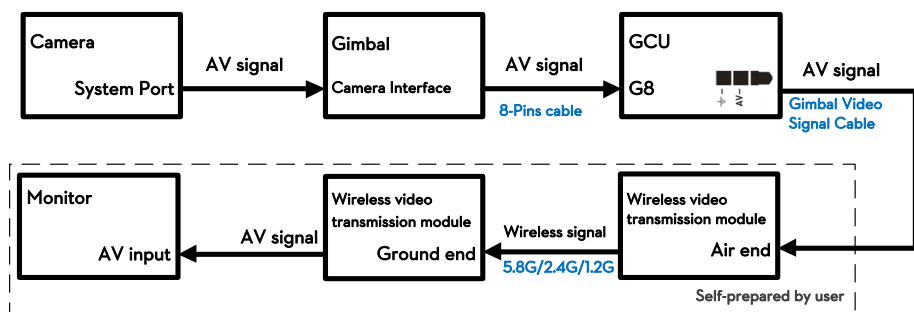 Camera
System Port
AV signal
Gimbal
Camera Interface
AV signal
8-Pins cable
GCU
G8
AV-
AV signal
Gimbal Video
Signal Cable
Monitor
AV input
AV signal
Wireless video
transmission module
Ground end
Wireless signal
5.8G/2.4G/1.2G
Wireless video
transmission module
Air end
Self-prepared by user